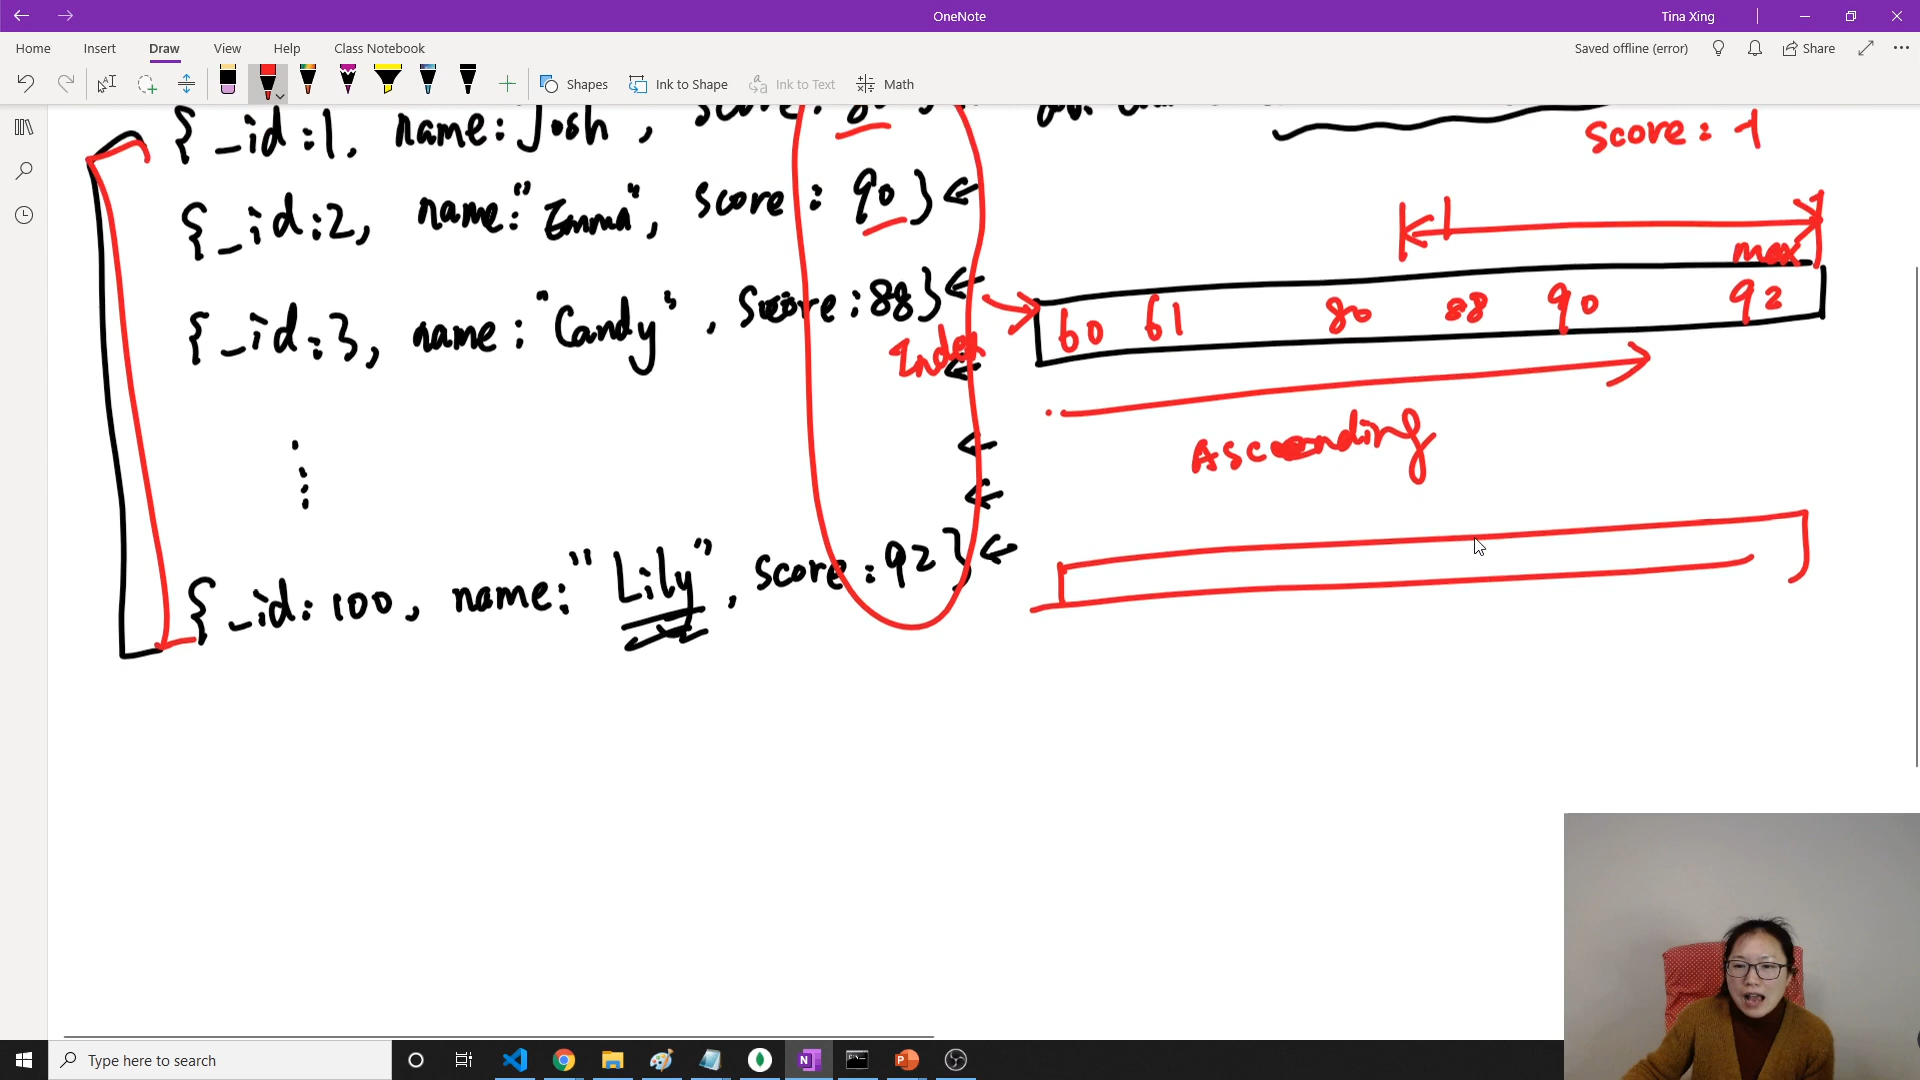 OneNote
Tina Xing
Home Insert Draw View Help Class Notebook
Saved offline (error) Share
Shapes Ink to Shape Ink to Text Math
{_id:1, name: Josh ,
score: -1
{_id:2, name:"Emma", score: 90}
max
{_id:3, name:"Candy", Score:88}
Index
60 61 80 88 90 92
Ascending
{_id:100, name:"Lily", score:92}
Type here to search